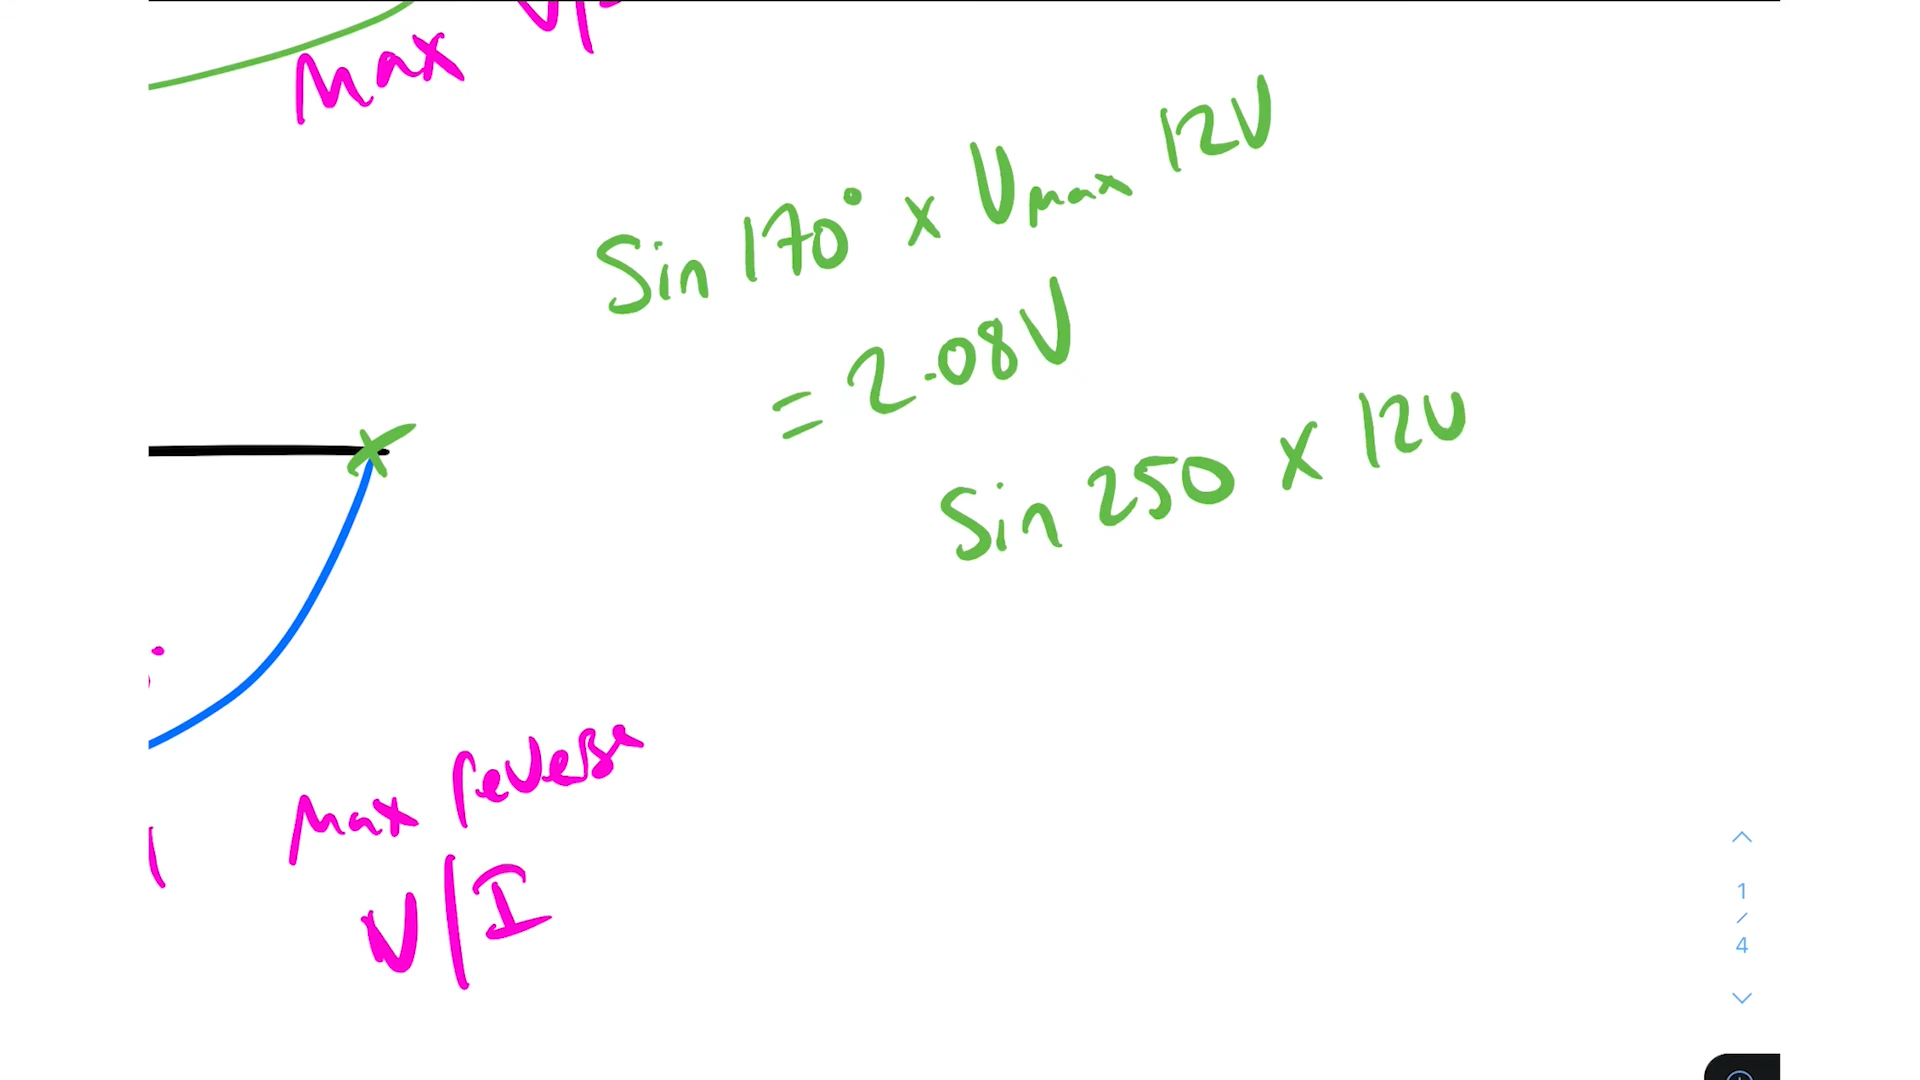 Max V/
Sin 170° x Vmax 12V
= 2.08V
Sin 250 x 12V
Max reverse
V/I
1
/
4